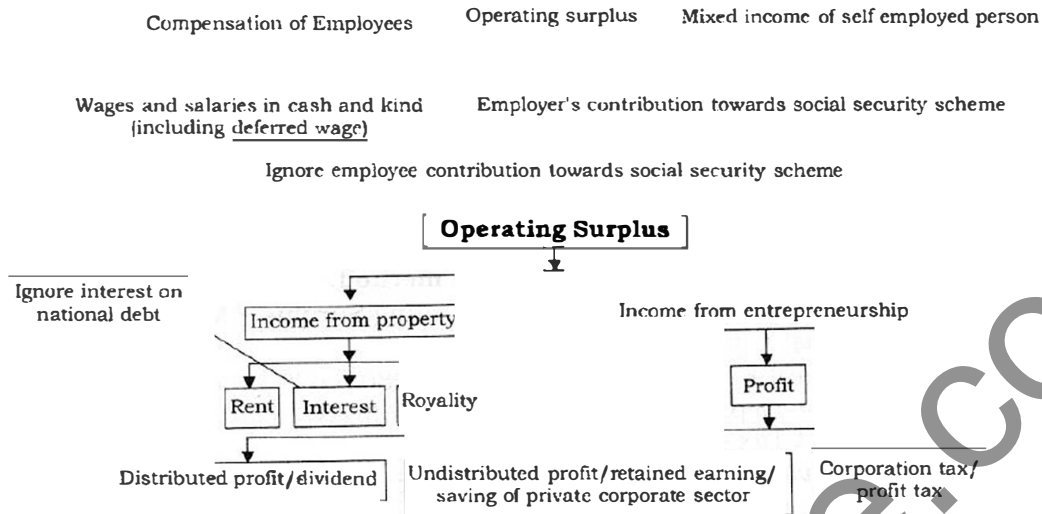 Compensation of Employees Operating surplus Mixed income of self employed person
Wages and salaries in cash and kind
(including deferred wage)
Employer's contribution towards social security scheme
Ignore employee contribution towards social security scheme
Operating Surplus
Ignore interest on
national debt
Income from property
Income from entrepreneurship
Rent
Interest
Royality
Profit
Distributed profit/dividend
Undistributed profit/retained earning/
saving of private corporate sector
Corporation tax/
profit tax